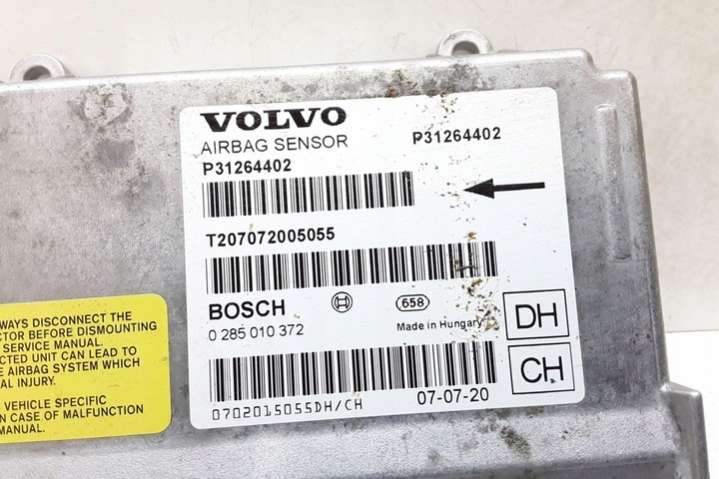 VOLVO
AIRBAG SENSOR
P31264402
P31264402
T207072005055
BOSCH
658
0 285 010 372
Made in Hungary
DH
CH
0702015055DH/CH
07-07-20
WAYS DISCONNECT THE
CTOR BEFORE DISMOUNTING
SERVICE MANUAL.
CTED UNIT CAN LEAD TO
E AIRBAG SYSTEM WHICH
AL INJURY.
VEHICLE SPECIFIC
N CASE OF MALFUNCTION
MANUAL.